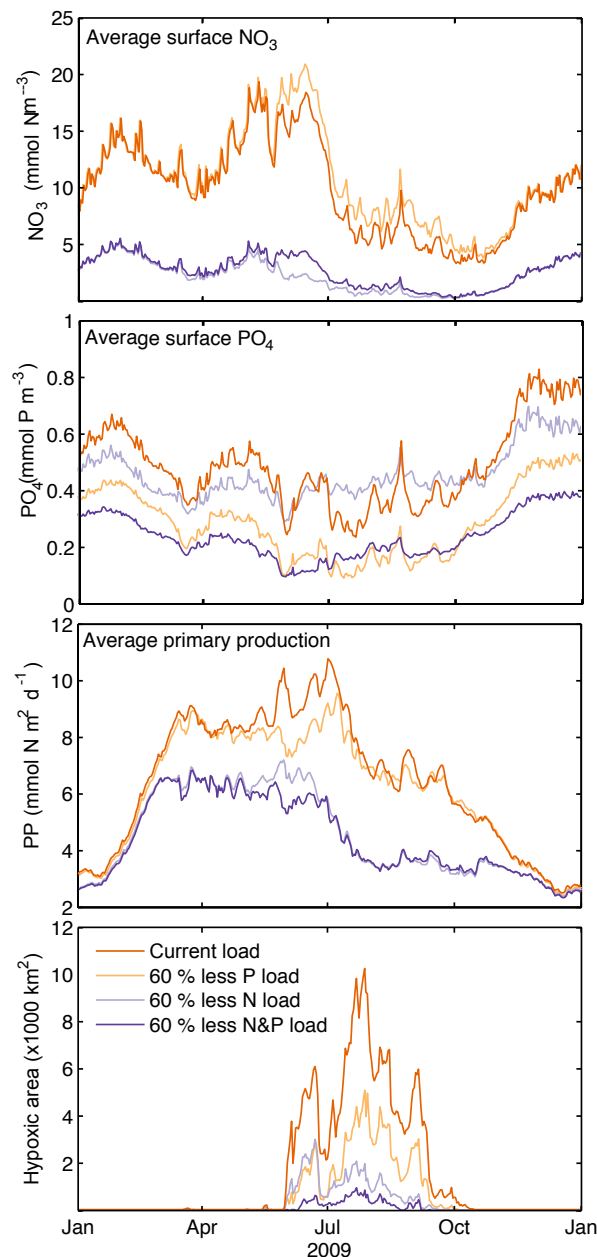 Average surface NO3
NO3 (mmol N m−3)
25
20
15
10
5
Average surface PO4
PO4(mmol P m−3)
1
0.8
0.6
0.4
0.2
0
Average primary production
PP (mmol N m2 d-1)
12
10
8
6
4
2
Hypoxic area (x1000 km2)
12
10
8
6
4
2
Current load
60 % less P load
60 % less N load
60 % less N&P load
Jan Apr Jul Oct Jan
2009